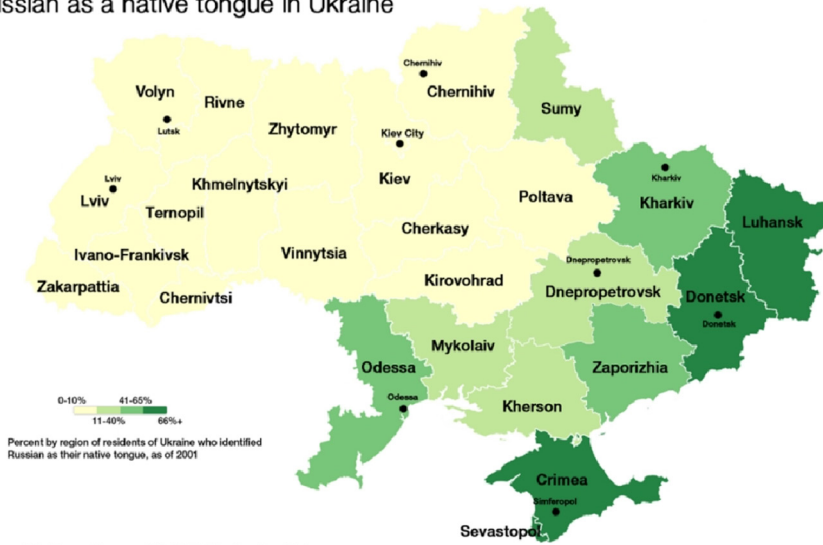 ssian as a native tongue in Ukraine
Chernihiv
Volyn
Rivne
Chernihiv
Sumy
Lutsk
Zhytomyr
Kiev City
Lviv
Lviv
Khmelnytskyi
Kiev
Kharkiv
Ternopil
Poltava
Kharkiv
Luhansk
Cherkasy
Ivano-Frankivsk
Vinnytsia
Dnepropetrovsk
Zakarpattia
Kirovohrad
Dnepropetrovsk
Donetsk
Chernivtsi
Donetsk
Mykolaiv
Odessa
Zaporizhia
Odessa
Kherson
0-10% 41-65%
11-40% 66%+
Percent by region of residents of Ukraine who identified
Russian as their native tongue, as of 2001
Crimea
Simferopol
Sevastopol